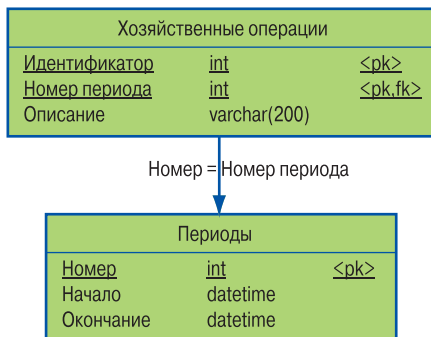 Хозяйственные операции
Идентификатор int <pk>
Номер периода int <pk,fk>
Описание varchar(200)
Номер = Номер периода
Периоды
Номер int <pk>
Начало datetime
Окончание datetime